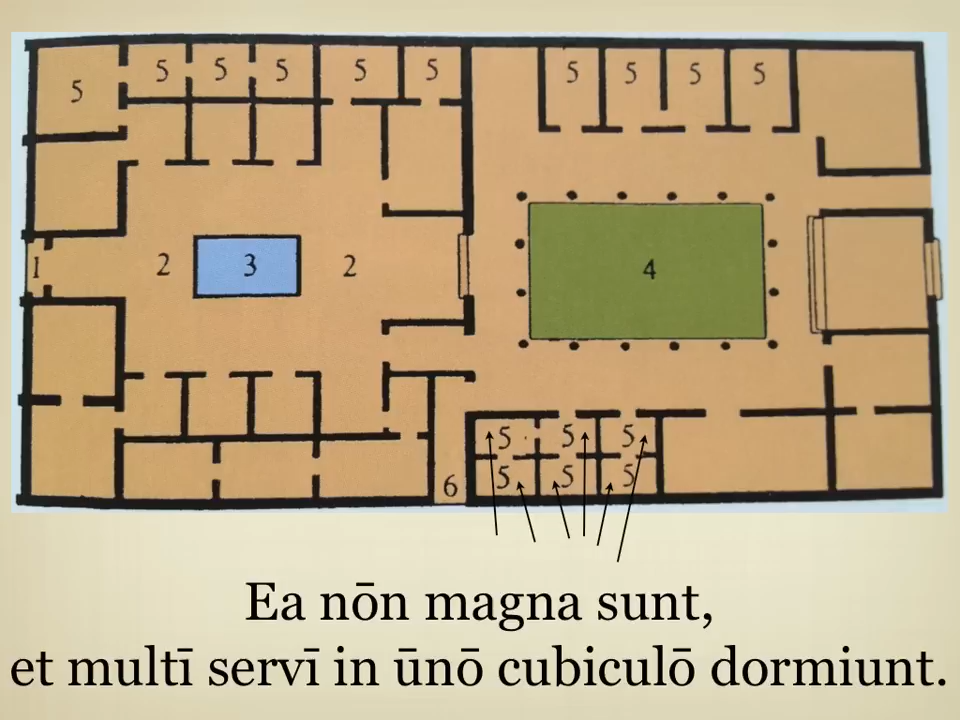 5 5 5 5 5 5 5 5 5 5
1 2 3 2 4
5 5 5
6 5 5 5
Ea nōn magna sunt,
et multī servī in ūnō cubiculō dormiunt.